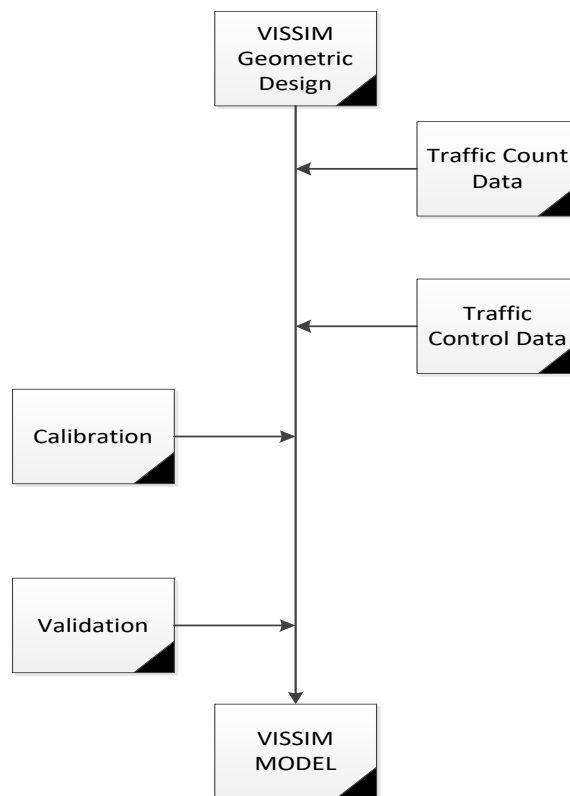 VISSIM
Geometric
Design
Traffic Count
Data
Traffic
Control Data
Calibration
Validation
VISSIM
MODEL